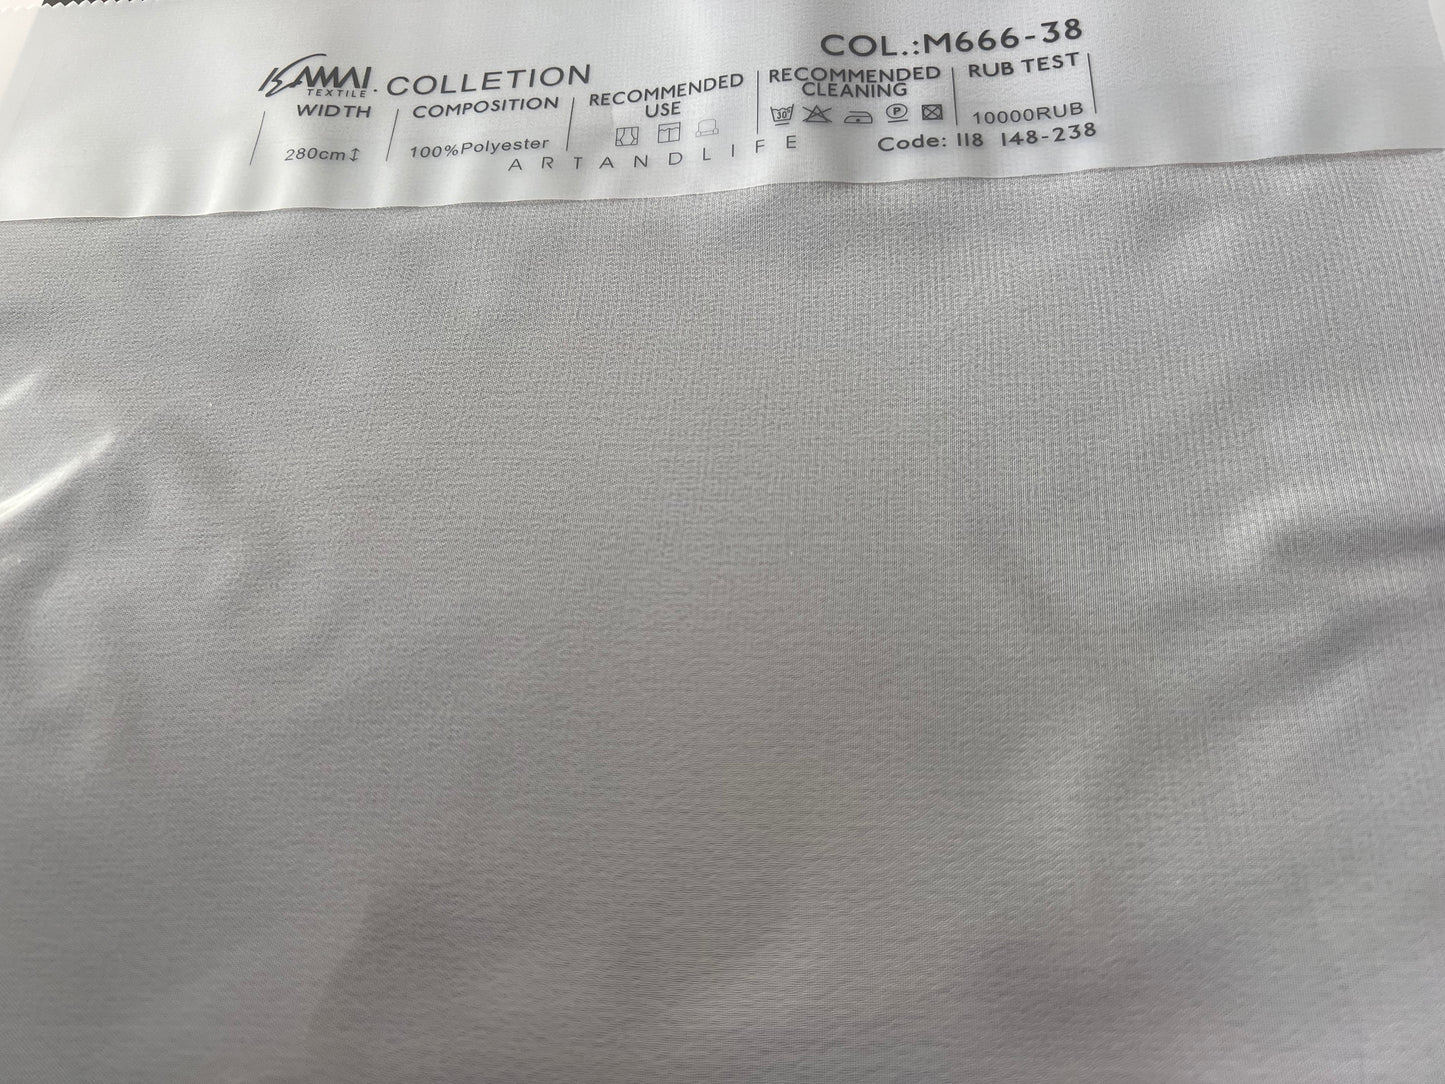 COL.:M666-38
KAMAI TEXTILE. COLLETION
WIDTH
280cm↕
COMPOSITION
100%Polyester
RECOMMENDED
USE
RECOMMENDED
CLEANING
30°
P
RUB TEST
10000RUB
ARTANDLIFE
Code: 118 148-238